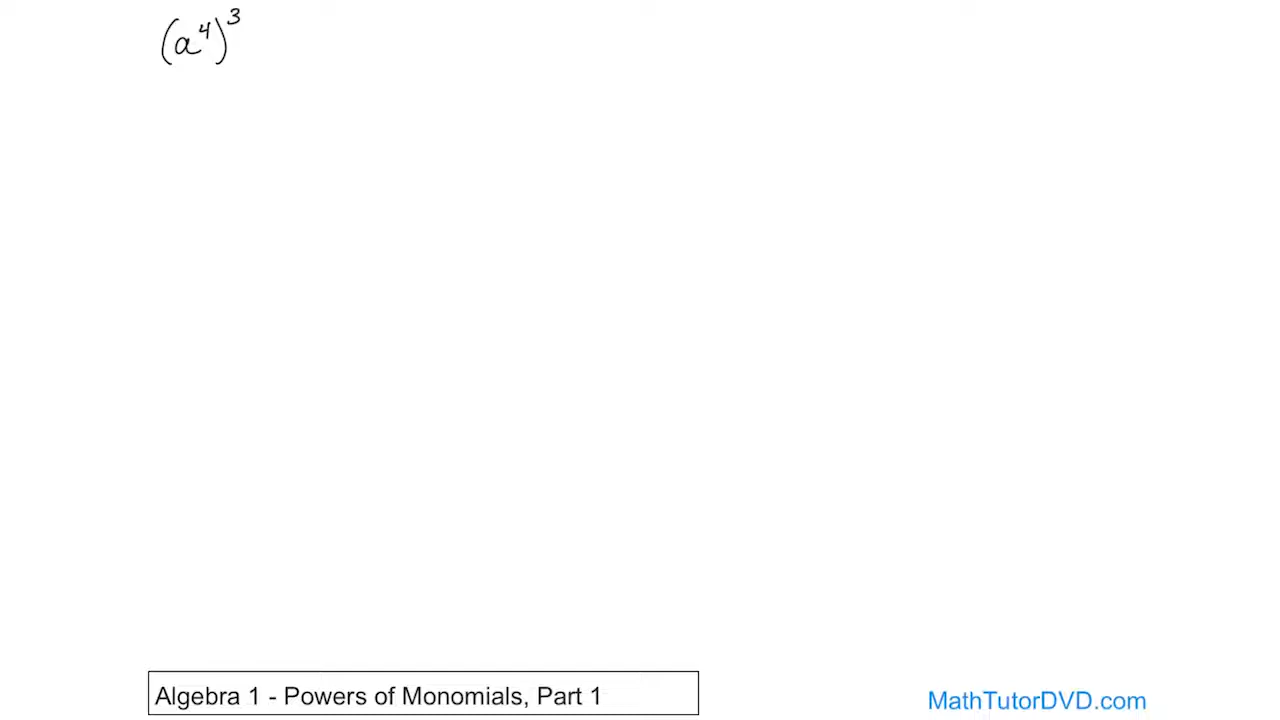 (a⁴)³
Algebra 1 - Powers of Monomials, Part 1
MathTutorDVD.com